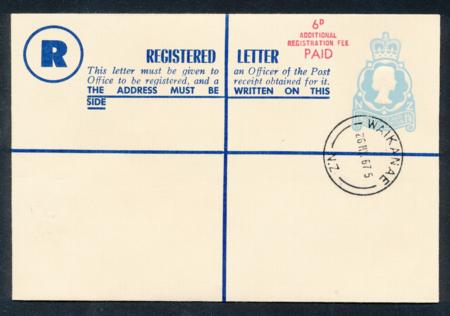 R
REGISTERED LETTER
This letter must be given to an Officer of the Post
Office to be registered, and a receipt obtained for it.
THE ADDRESS MUST BE WRITTEN ON THIS
SIDE
6D
ADDITIONAL
REGISTRATION FEE
PAID
N Z
WAIKANAE
N.Z